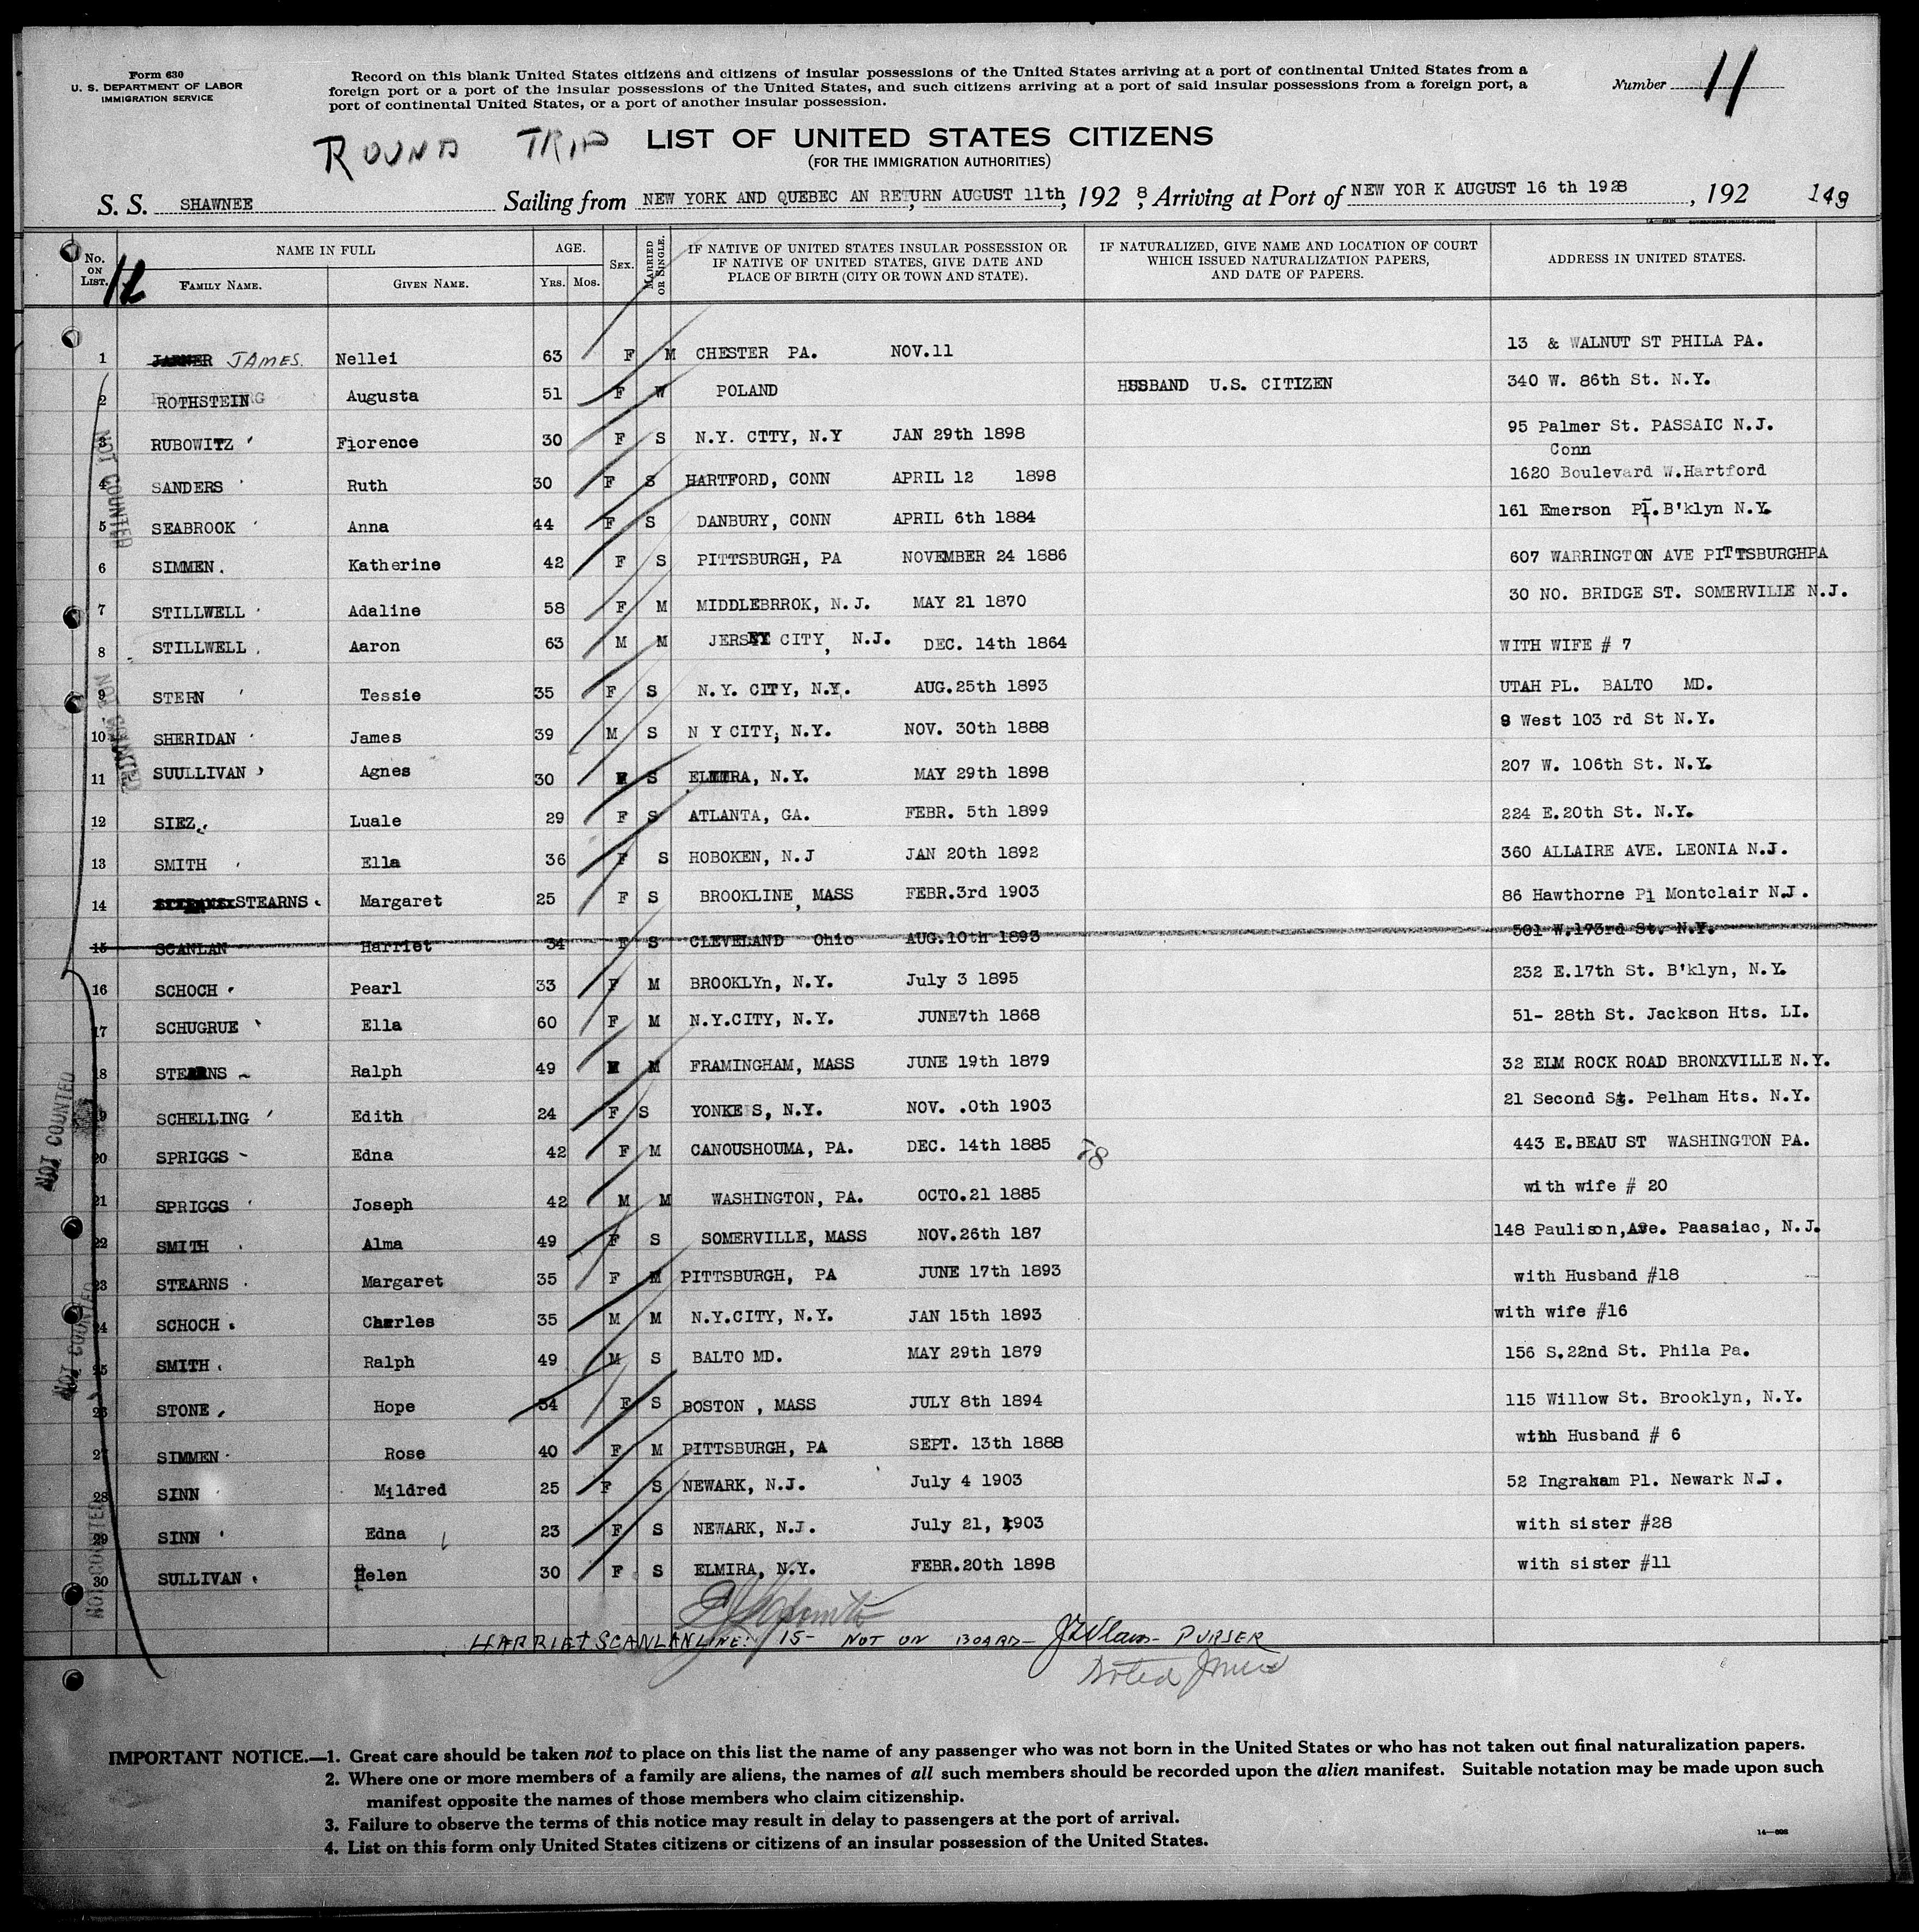 Form 630
U. S. DEPARTMENT OF LABOR
IMMIGRATION SERVICE
Record on this blank United States citizens and citizens of insular possessions of the United States arriving at a port of continental United States from a
foreign port or a port of the insular possessions of the United States, and such citizens arriving at a port of said insular possessions from a foreign port, a
port of continental United States, or a port of another insular possession.
Number 11
ROUND TRIP LIST OF UNITED STATES CITIZENS
(FOR THE IMMIGRATION AUTHORITIES)
S. S. SHAWNEE Sailing from NEW YORK AND QUEBEC AN RETURN AUGUST 11th, 192 8, Arriving at Port of NEW YOR K AUGUST 16 th 1928, 192 149
No. on List. NAME IN FULL AGE. SEX. MARRIED OR SINGLE. IF NATIVE OF UNITED STATES INSULAR POSSESSION OR IF NATIVE OF UNITED STATES, GIVE DATE AND PLACE OF BIRTH (CITY OR TOWN AND STATE). IF NATURALIZED, GIVE NAME AND LOCATION OF COURT WHICH ISSUED NATURALIZATION PAPERS, AND DATE OF PAPERS. ADDRESS IN UNITED STATES.
FAMILY NAME. GIVEN NAME. YRS. MOS.
1 JAMES. Nellei 63 F M CHESTER PA. NOV.11 13 & WALNUT ST PHILA PA.
2 ROTHSTEIN Augusta 51 F W POLAND HUSBAND U.S. CITIZEN 340 W. 86th St. N.Y.
3 RUBOWITZ Florence 30 F S N.Y. CTTY, N.Y JAN 29th 1898 95 Palmer St. PASSAIC N.J.
Conn
4 SANDERS Ruth 30 F S HARTFORD, CONN APRIL 12 1898 1620 Boulevard W.Hartford
5 SEABROOK Anna 44 F S DANBURY, CONN APRIL 6th 1884 161 Emerson Pl. B'klyn N.Y.
6 SIMMEN. Katherine 42 F S PITTSBURGH, PA NOVEMBER 24 1886 607 WARRINGTON AVE PITTSBURGHPA
7 STILLWELL Adaline 58 F M MIDDLEBRROK, N.J. MAY 21 1870 30 NO. BRIDGE ST. SOMERVILLE N.J.
8 STILLWELL Aaron 63 M M JERSEY CITY, N.J. DEC. 14th 1864 WITH WIFE # 7
9 STERN Tessie 35 F S N.Y. CITY, N.Y. AUG.25th 1893 UTAH PL. BALTO MD.
10 SHERIDAN James 39 M S N Y CITY, N.Y. NOV. 30th 1888 9 West 103 rd St N.Y.
11 SUULLIVAN Agnes 30 F S ELMIRA, N.Y. MAY 29th 1898 207 W. 106th St. N.Y.
12 SIEZ Luale 29 F S ATLANTA, GA. FEBR. 5th 1899 224 E.20th St. N.Y.
13 SMITH Ella 36 F S HOBOKEN, N.J JAN 20th 1892 360 ALLAIRE AVE. LEONIA N.J.
14 STEARNS Margaret 25 F S BROOKLINE, MASS FEBR.3rd 1903 86 Hawthorne Pl Montclair N.J.
15 SCANLAN Harriet 34 F S CLEVELAND Ohio AUG.10th 1893 501 W.173rd St. N.Y.
16 SCHOCH Pearl 33 F M BROOKLYn, N.Y. July 3 1895 232 E.17th St. B'klyn, N.Y.
17 SCHUGRUE Ella 60 F M N.Y.CITY, N.Y. JUNE7th 1868 51- 28th St. Jackson Hts. LI.
18 STEARNS Ralph 49 M M FRAMINGHAM, MASS JUNE 19th 1879 32 ELM ROCK ROAD BRONXVILLE N.Y.
19 SCHELLING Edith 24 F S YONKE S, N.Y. NOV. .0th 1903 21 Second St. Pelham Hts. N.Y.
20 SPRIGGS Edna 42 F M CANOUSHOUMA, PA. DEC. 14th 1885 78 443 E.BEAU ST WASHINGTON PA.
21 SPRIGGS Joseph 42 M M WASHINGTON, PA. OCTO.21 1885 with wife # 20
22 SMITH Alma 49 F S SOMERVILLE, MASS NOV.26th 187 148 Paulison,Ave. Paasaiac, N.J.
23 STEARNS Margaret 35 F M PITTSBURGH, PA JUNE 17th 1893 with Husband #18
24 SCHOCH. Charles 35 M M N.Y.CITY, N.Y. JAN 15th 1893 with wife #16
25 SMITH Ralph 49 M S BALTO MD. MAY 29th 1879 156 S.22nd St. Phila Pa.
26 STONE Hope 34 F S BOSTON , MASS JULY 8th 1894 115 Willow St. Brooklyn, N.Y.
27 SIMMEN Rose 40 F M PITTSBURGH, PA SEPT. 13th 1888 with Husband # 6
28 SINN Mildred 25 F S NEWARK, N.J. July 4 1903 52 Ingraham Pl. Newark N.J.
29 SINN Edna 23 F S NEWARK, N.J. July 21, 1903 with sister #28
30 SULLIVAN Helen 30 F S ELMIRA, N.Y. FEBR.20th 1898 with sister #11
NOT COUNTED
NOT COUNTED
NOT COUNTED
NOT COUNTED
NOT COUNTED
HARRIET SCANLAN LINE: 15- NOT ON BOARD- PURSER
Noted
IMPORTANT NOTICE.—1. Great care should be taken not to place on this list the name of any passenger who was not born in the United States or who has not taken out final naturalization papers.
2. Where one or more members of a family are aliens, the names of all such members should be recorded upon the alien manifest. Suitable notation may be made upon such
manifest opposite the names of those members who claim citizenship.
3. Failure to observe the terms of this notice may result in delay to passengers at the port of arrival.
4. List on this form only United States citizens or citizens of an insular possession of the United States.